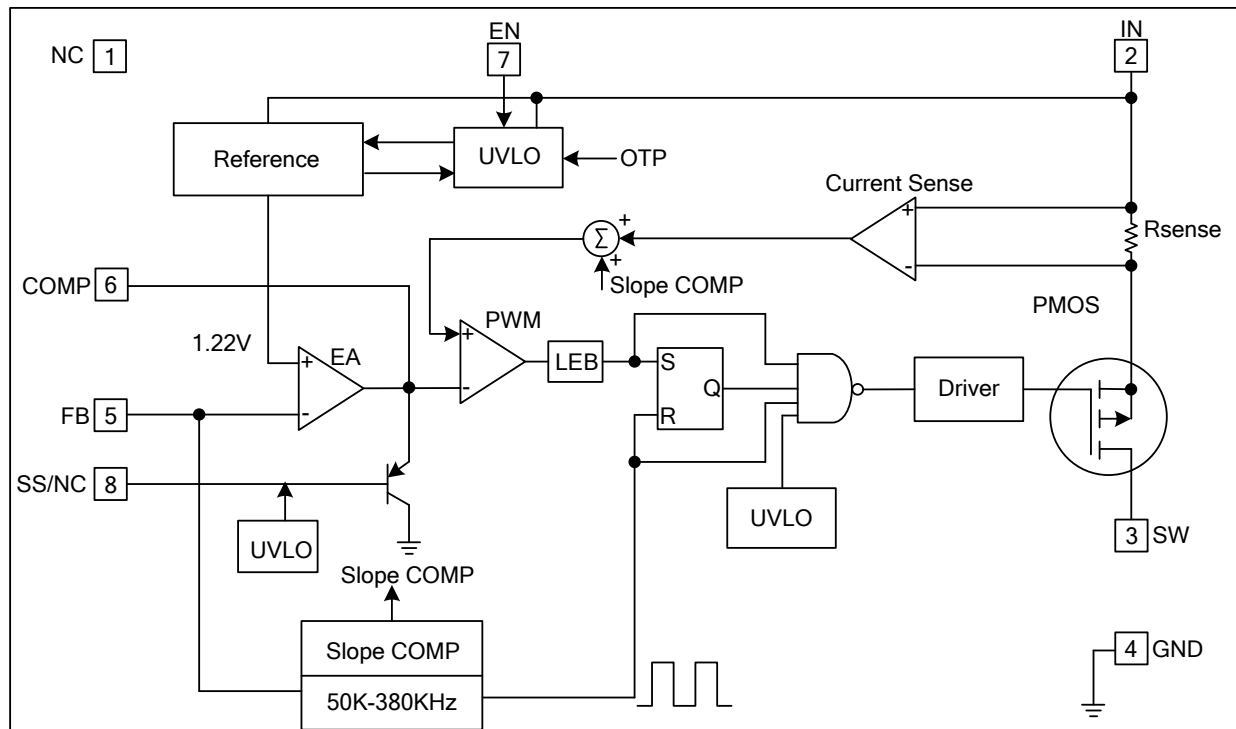 NC 1
EN
7
IN
2
Reference
UVLO
OTP
Current Sense
+
-
Rsense
Σ
+
+
Slope COMP
COMP 6
PMOS
1.22V
+
-
EA
+
-
PWM
LEB
S
Q
R
Driver
FB 5
SS/NC 8
UVLO
UVLO
3 SW
Slope COMP
Slope COMP
50K-380KHz
4 GND